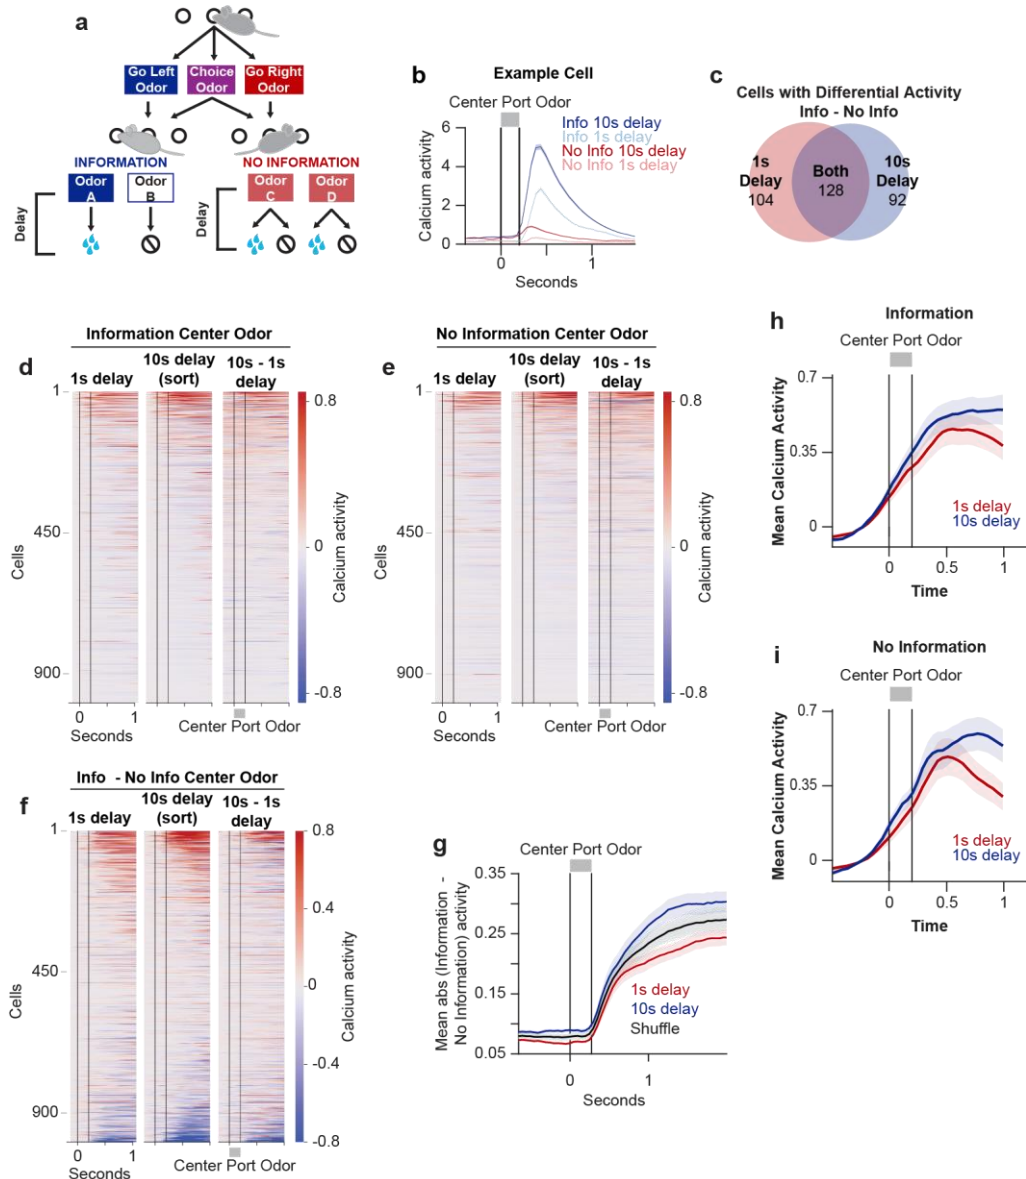 a
Go Left
Odor
Choice
Odor
Go Right
Odor
INFORMATION
NO INFORMATION
Delay
Odor
A
Odor
B
Delay
Odor
C
Odor
D
b
Example Cell
Center Port Odor
Info 10s delay
Info 1s delay
No Info 10s delay
No Info 1s delay
Calcium activity
6
4
2
0
0
1
Seconds
c
Cells with Differential Activity
Info - No Info
1s
Delay
104
Both
128
10s
Delay
92
d
Information Center Odor
1s delay
10s delay
(sort)
10s - 1s
delay
1
450
900
Cells
0.8
0
-0.8
Calcium activity
0
1
Seconds
Center Port Odor
e
No Information Center Odor
1s delay
10s delay
(sort)
10s - 1s
delay
1
450
900
Cells
0.8
0
-0.8
Calcium activity
0
1
Seconds
Center Port Odor
f
Info - No Info Center Odor
1s delay
10s delay
(sort)
10s - 1s
delay
1
450
900
Cells
0.8
0.4
0
-0.4
-0.8
Calcium activity
0
1
Seconds
Center Port Odor
g
Center Port Odor
Mean abs (Information -
No Information) activity
0.35
0.25
0.15
0.05
1s delay
10s delay
Shuffle
0
1
Seconds
h
Information
Center Port Odor
Mean Calcium Activity
0.7
0.35
0
1s delay
10s delay
0
0.5
1
Time
i
No Information
Center Port Odor
Mean Calcium Activity
0.7
0.35
0
1s delay
10s delay
0
0.5
1
Time